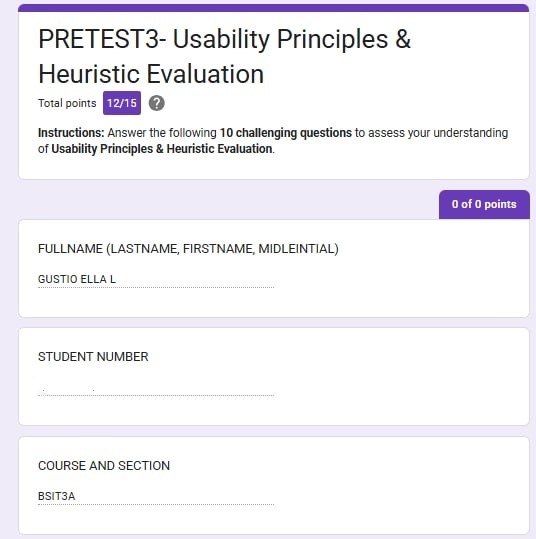 PRETEST3- Usability Principles &
Heuristic Evaluation
Total points 12/15 ?
Instructions: Answer the following 10 challenging questions to assess your understanding
of Usability Principles & Heuristic Evaluation.
0 of 0 points
FULLNAME (LASTNAME, FIRSTNAME, MIDLEINTIAL)
GUSTIO ELLA L
STUDENT NUMBER
COURSE AND SECTION
BSIT3A